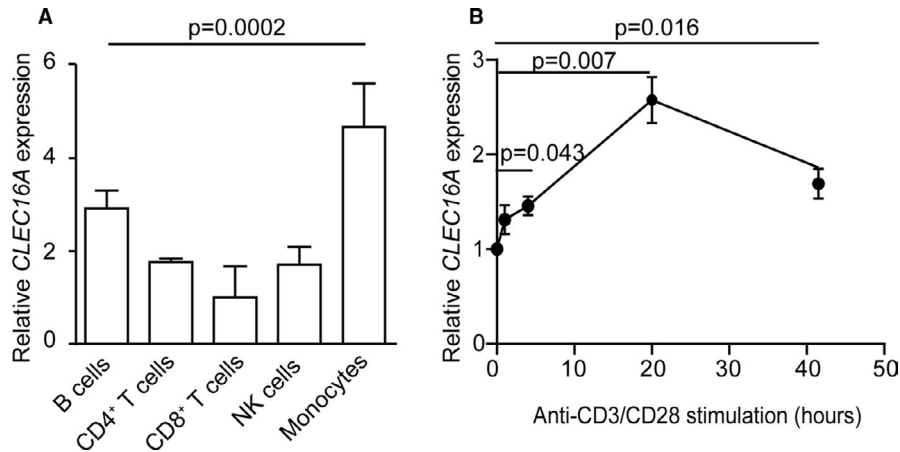 A
p=0.0002
Relative CLEC16A expression
6
4
2
0
B cells
CD4⁺ T cells
CD8⁺ T cells
NK cells
Monocytes
B
p=0.016
p=0.007
p=0.043
Relative CLEC16A expression
3
2
1
0
0 10 20 30 40 50
Anti-CD3/CD28 stimulation (hours)